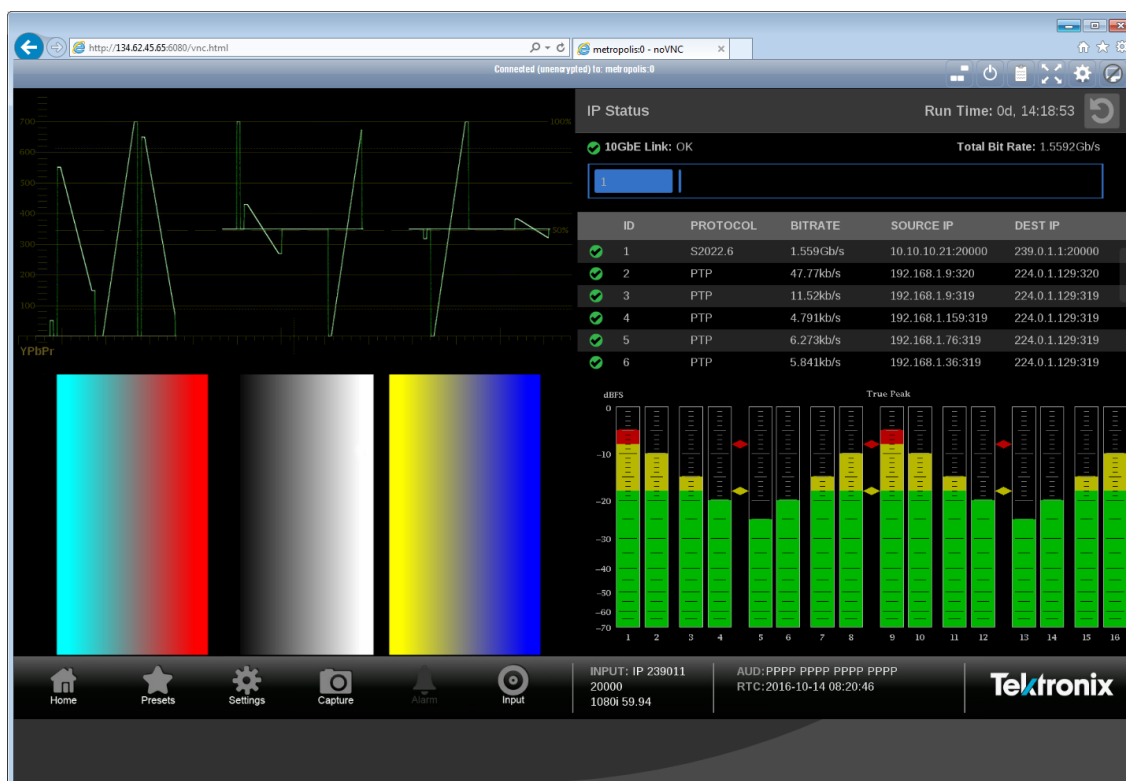 http://134.62.45.65:6080/vnc.html
metropolis:0 - noVNC
Connected (unencrypted) to: metropolis:0
700
600
500
400
300
200
100
100%
50%
YPbPr
IP Status
Run Time: 0d, 14:18:53
10GbE Link: OK
Total Bit Rate: 1.5592Gb/s
1
ID PROTOCOL BITRATE SOURCE IP DEST IP
1 S2022.6 1.559Gb/s 10.10.10.21:20000 239.0.1.1:20000
2 PTP 47.77kb/s 192.168.1.9:320 224.0.1.129:320
3 PTP 11.52kb/s 192.168.1.9:319 224.0.1.129:319
4 PTP 4.791kb/s 192.168.1.159:319 224.0.1.129:319
5 PTP 6.273kb/s 192.168.1.76:319 224.0.1.129:319
6 PTP 5.841kb/s 192.168.1.36:319 224.0.1.129:319
dBFS
True Peak
0
-10
-20
-30
-40
-50
-60
-70
1 2 3 4 5 6 7 8 9 10 11 12 13 14 15 16
Home
Presets
Settings
Capture
Alarm
Input
INPUT: IP 239011
20000
1080i 59.94
AUD:PPPP PPPP PPPP PPPP
RTC:2016-10-14 08:20:46
Tektronix